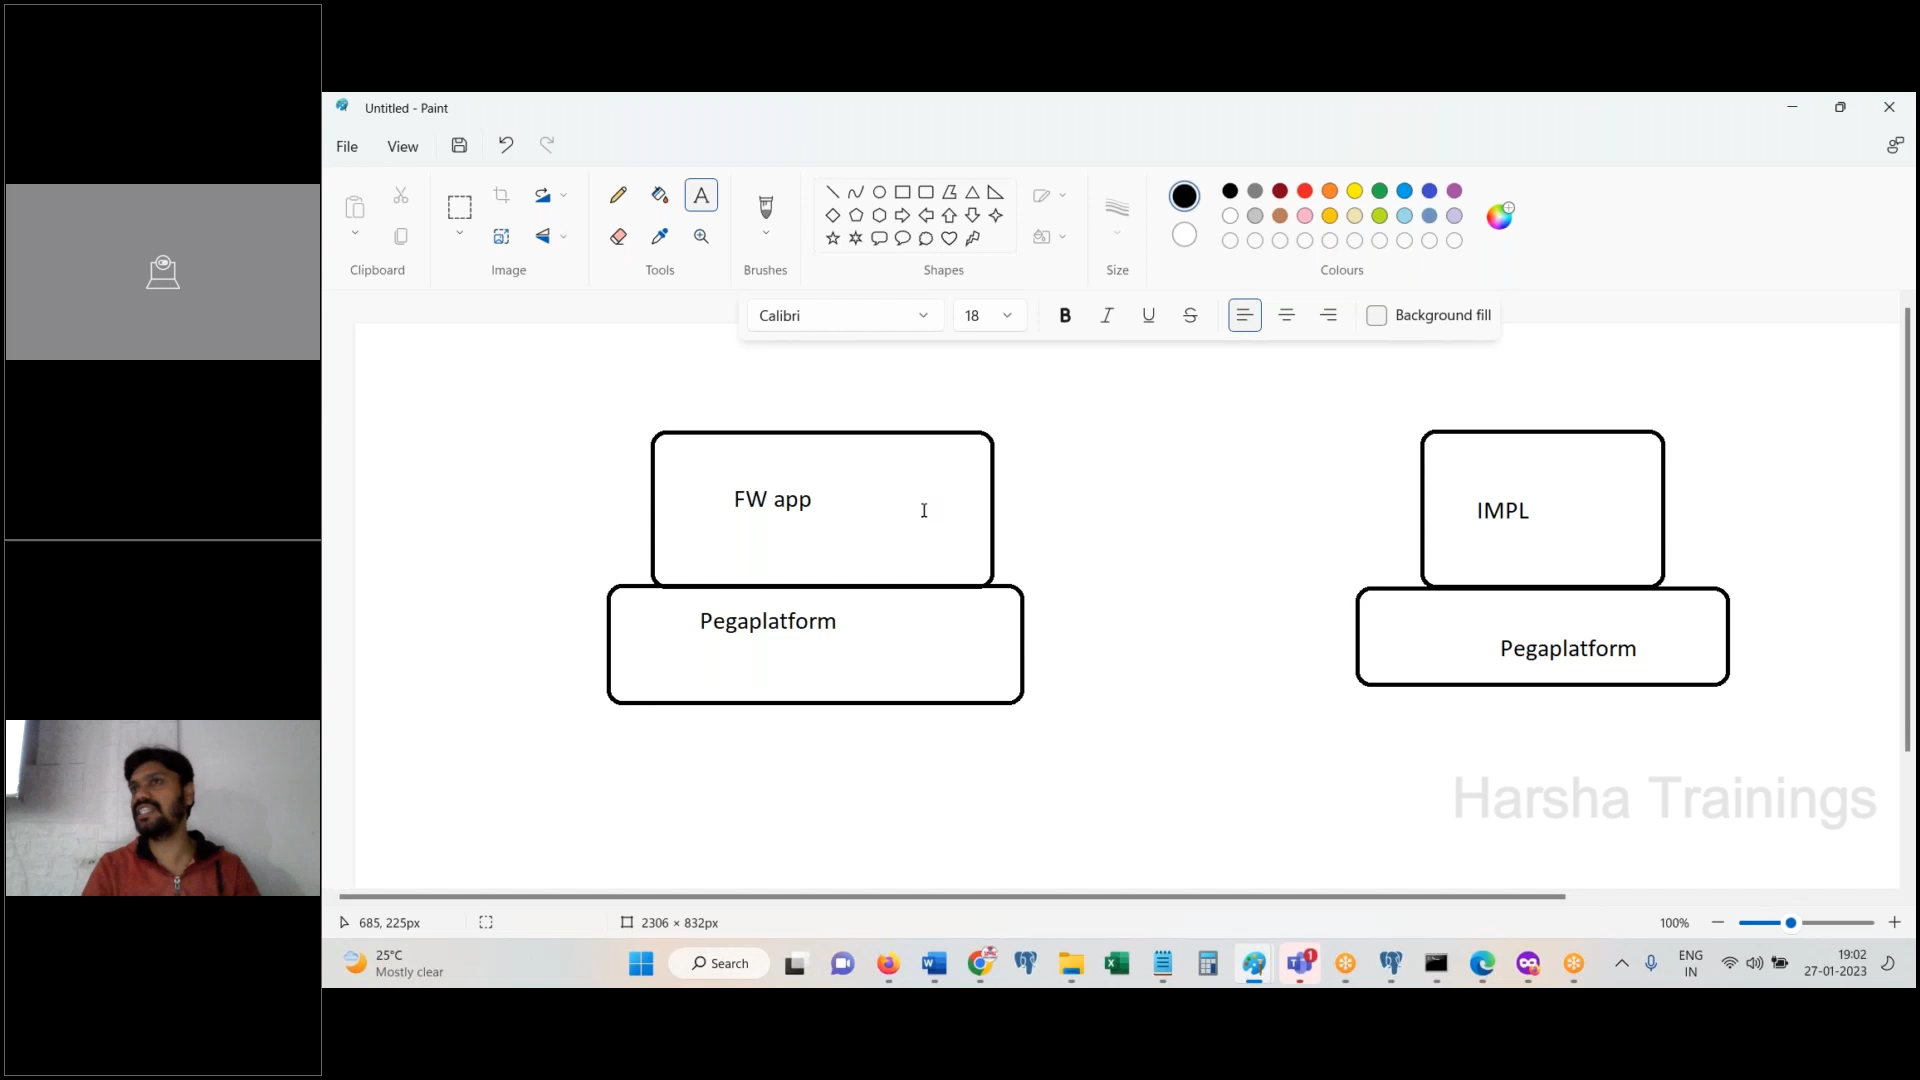 Untitled - Paint
File
View
Clipboard
Image
Tools
Brushes
Shapes
Size
Colours
Calibri
18
B
I
U
S
Background fill
FW app
IMPL
Pegaplatform
Pegaplatform
Harsha Trainings
685, 225px
2306 × 832px
100%
25°C
Mostly clear
Search
1
ENG
IN
19:02
27-01-2023